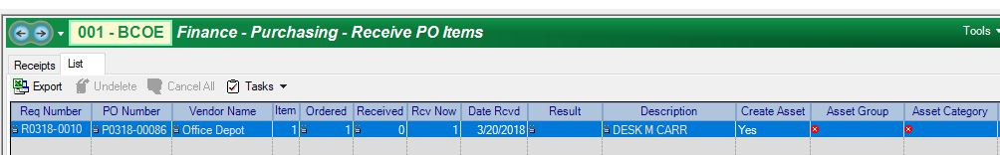 001 - BCOE Finance - Purchasing - Receive PO Items Tools
Receipts List
Export Undelete Cancel All Tasks
Req Number PO Number Vendor Name Item Ordered Received Rcv Now Date Rcvd Result Description Create Asset Asset Group Asset Category
R0318-0010 P0318-00086 Office Depot 1 1 0 1 3/20/2018 DESK M CARR Yes